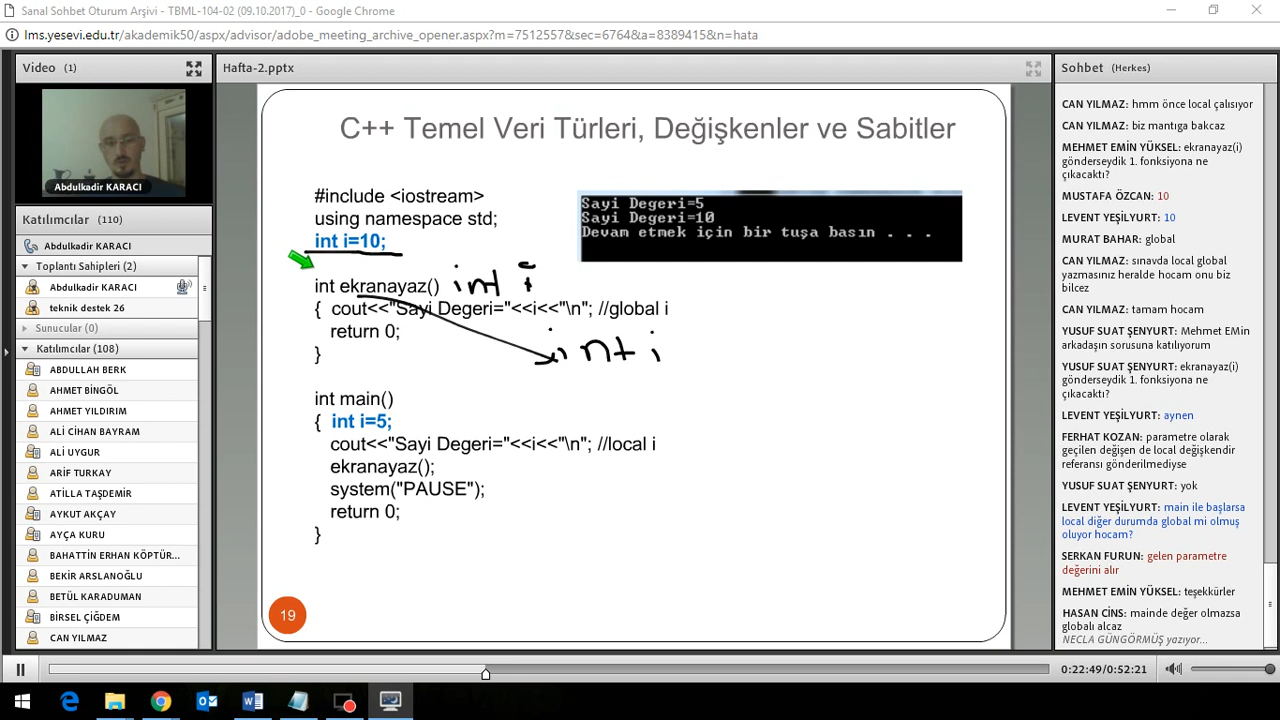 Sanal Sohbet Oturum Arşivi - TBML-104-02 (09.10.2017)_0 - Google Chrome
lms.yesevi.edu.tr/akademik50/aspx/advisor/adobe_meeting_archive_opener.aspx?m=7512557&sec=6764&a=8389415&n=hata
Video (1)
Abdulkadir KARACI
Katılımcılar (110)
Abdulkadir KARACI
Toplantı Sahipleri (2)
Abdulkadir KARACI
teknik destek 26
Sunucular (0)
Katılımcılar (108)
ABDULLAH BERK
AHMET BİNGÖL
AHMET YILDIRIM
ALİ CİHAN BAYRAM
ALİ UYGUR
ARİF TURKAY
ATİLLA TAŞDEMİR
AYKUT AKÇAY
AYÇA KURU
BAHATTİN ERHAN KÖPTÜR...
BEKİR ARSLANOĞLU
BETÜL KARADUMAN
BİRSEL ÇİĞDEM
CAN YILMAZ
Hafta-2.pptx
C++ Temel Veri Türleri, Değişkenler ve Sabitler
#include <iostream>
using namespace std;
int i=10;
int ekranayaz() int i
{ cout<<"Sayi Degeri="<<i<<"\n"; //global i
return 0;
int i
}
int main()
{ int i=5;
cout<<"Sayi Degeri="<<i<<"\n"; //local i
ekranayaz();
system("PAUSE");
return 0;
}
Sayi Degeri=5
Sayi Degeri=10
Devam etmek için bir tuşa basın . . .
19
Sohbet (Herkes)
CAN YILMAZ: hmm önce local çalısıyor
CAN YILMAZ: biz mantıga bakcaz
MEHMET EMİN YÜKSEL: ekranayaz(i)
gönderseydik 1. fonksiyona ne
çıkacaktı?
MUSTAFA ÖZCAN: 10
LEVENT YEŞİLYURT: 10
MURAT BAHAR: global
CAN YILMAZ: sınavda local global
yazmasınız heralde hocam onu biz
bilcez
CAN YILMAZ: tamam hocam
YUSUF SUAT ŞENYURT: Mehmet EMin
arkadaşın sorusuna katılıyorum
YUSUF SUAT ŞENYURT: ekranayaz(i)
gönderseydik 1. fonksiyona ne
çıkacaktı?
LEVENT YEŞİLYURT: aynen
FERHAT KOZAN: parametre olarak
geçilen değişen de local değişkendir
referansı gönderilmediyse
YUSUF SUAT ŞENYURT: yok
LEVENT YEŞİLYURT: main ile başlarsa
local diğer durumda global mi olmuş
oluyor hocam?
SERKAN FURUN: gelen parametre
değerini alır
MEHMET EMİN YÜKSEL: teşekkürler
HASAN CİNS: mainde değer olmazsa
globalı alcaz
NECLA GÜNGÖRMÜŞ yazıyor...
0:22:49/0:52:21